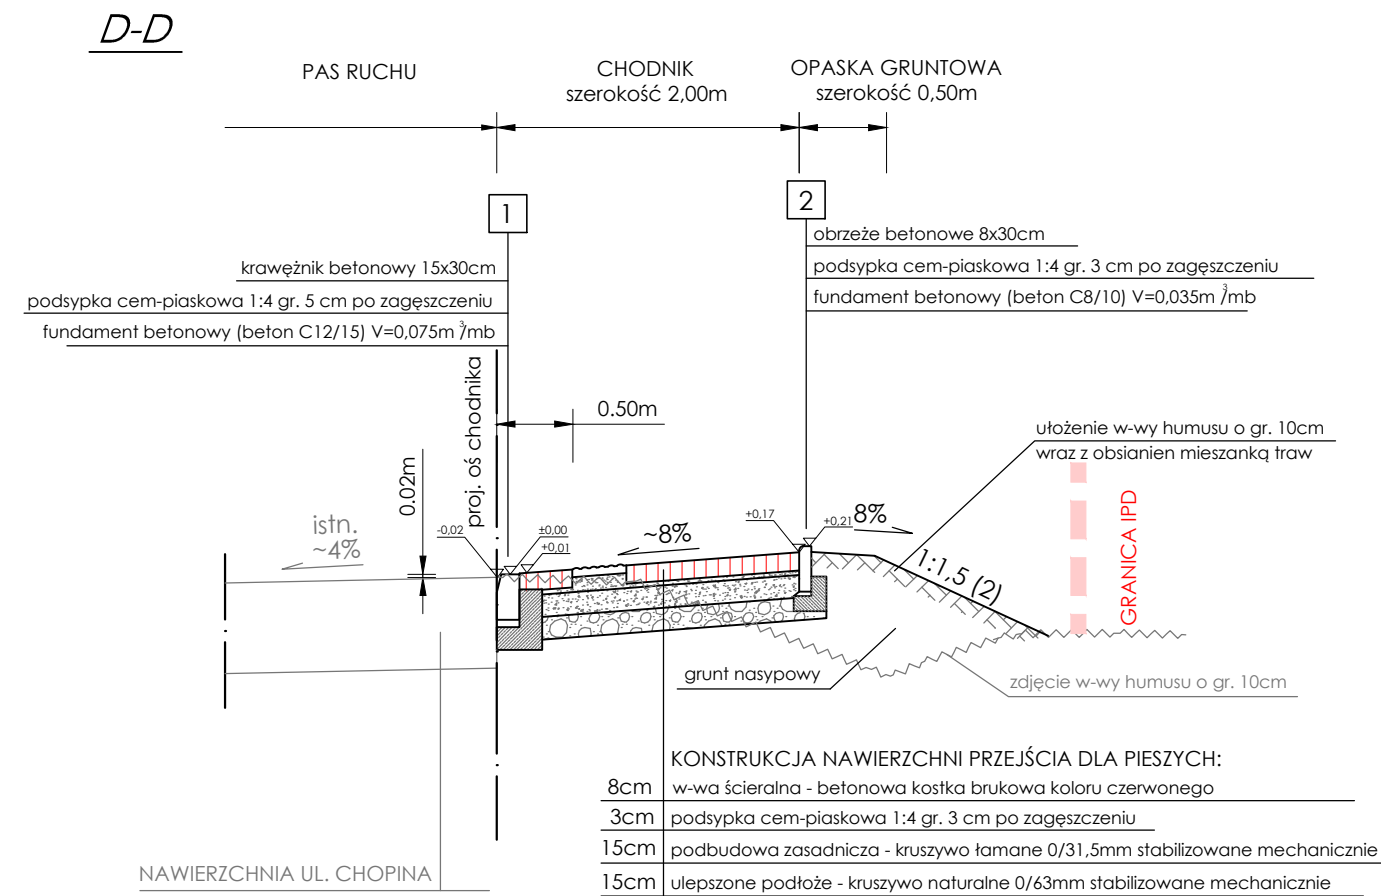 D-D
PAS RUCHU
CHODNIK
szerokość 2,00m
OPASKA GRUNTOWA
szerokość 0,50m
1
2
krawężnik betonowy 15x30cm
podsypka cem-piaskowa 1:4 gr. 5 cm po zagęszczeniu
fundament betonowy (beton C12/15) V=0,075m³/mb
obrzeże betonowe 8x30cm
podsypka cem-piaskowa 1:4 gr. 3 cm po zagęszczeniu
fundament betonowy (beton C8/10) V=0,035m³/mb
proj. oś chodnika
0.50m
0.02m
ułożenie w-wy humusu o gr. 10cm
wraz z obsianien mieszanką traw
istn.
~4%
-0,02
±0,00
+0,01
~8%
+0,17
+0,21
8%
1:1,5 (2)
GRANICA IPD
grunt nasypowy
zdjęcie w-wy humusu o gr. 10cm
KONSTRUKCJA NAWIERZCHNI PRZEJŚCIA DLA PIESZYCH:
8cm w-wa ścieralna - betonowa kostka brukowa koloru czerwonego
3cm podsypka cem-piaskowa 1:4 gr. 3 cm po zagęszczeniu
15cm podbudowa zasadnicza - kruszywo łamane 0/31,5mm stabilizowane mechanicznie
15cm ulepszone podłoże - kruszywo naturalne 0/63mm stabilizowane mechanicznie
NAWIERZCHNIA UL. CHOPINA